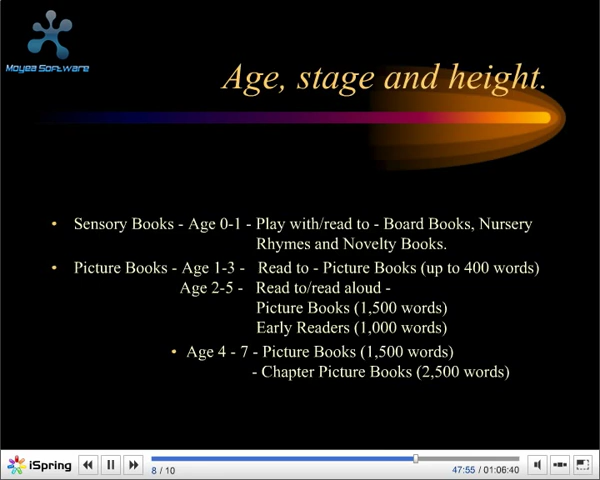 Moyea Software
Age, stage and height.
• Sensory Books - Age 0-1 - Play with/read to - Board Books, Nursery
Rhymes and Novelty Books.
• Picture Books - Age 1-3 - Read to - Picture Books (up to 400 words)
Age 2-5 - Read to/read aloud -
Picture Books (1,500 words)
Early Readers (1,000 words)
• Age 4 - 7 - Picture Books (1,500 words)
- Chapter Picture Books (2,500 words)
iSpring
8 / 10
47:55 / 01:06:40